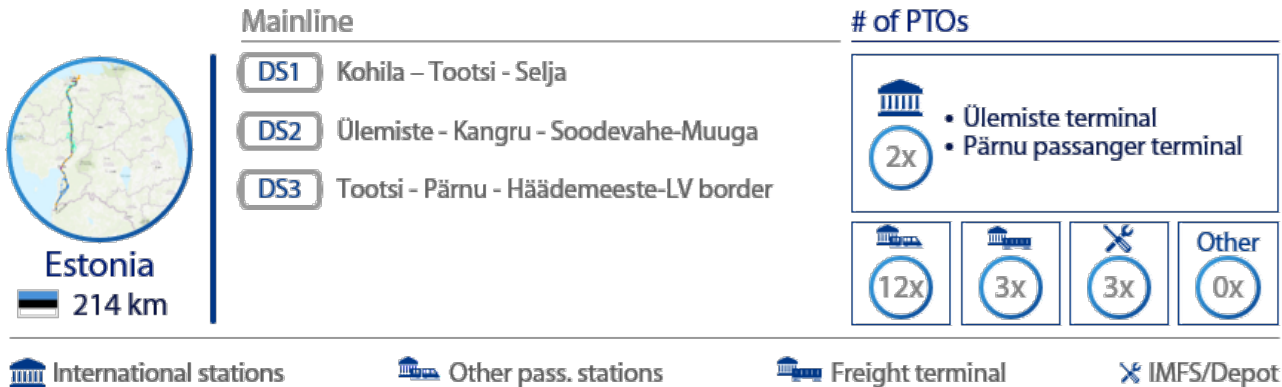 Mainline
# of PTOs
DS1 Kohila – Tootsi - Selja
DS2 Ülemiste - Kangru - Soodevahe-Muuga
DS3 Tootsi - Pärnu - Häädemeeste-LV border
Estonia
214 km
2x
• Ülemiste terminal
• Pärnu passanger terminal
Other
12x 3x 3x 0x
International stations Other pass. stations Freight terminal IMFS/Depot